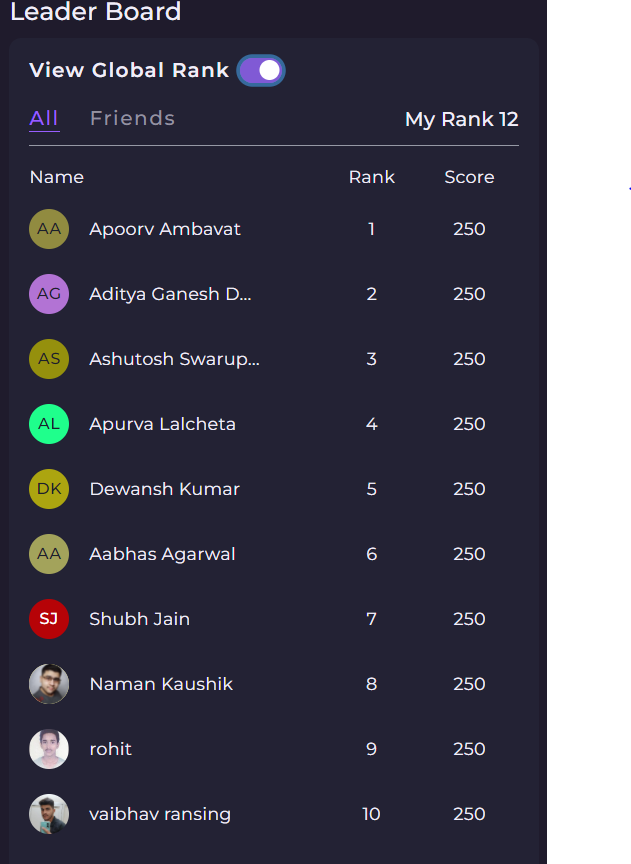 Leader Board
View Global Rank
All Friends My Rank 12
Name Rank Score
AA Apoorv Ambavat 1 250
AG Aditya Ganesh D... 2 250
AS Ashutosh Swarup... 3 250
AL Apurva Lalcheta 4 250
DK Dewansh Kumar 5 250
AA Aabhas Agarwal 6 250
SJ Shubh Jain 7 250
Naman Kaushik 8 250
rohit 9 250
vaibhav ransing 10 250